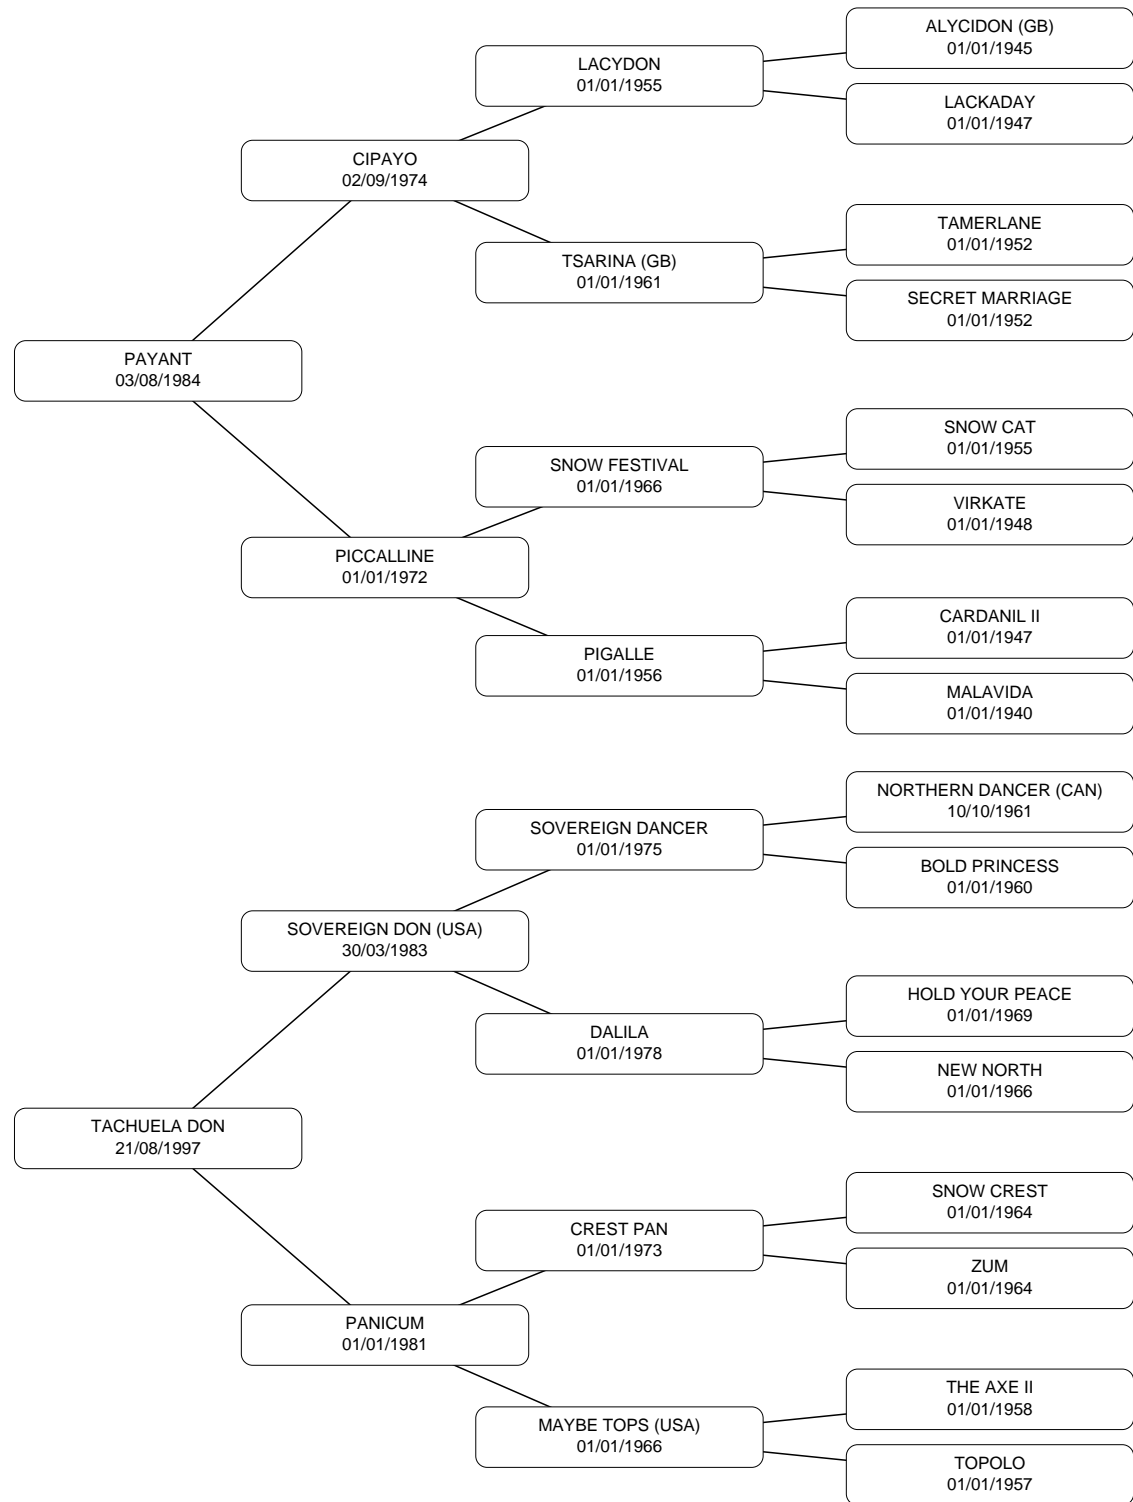 ALYCIDON (GB)
01/01/1945
LACYDON
01/01/1955
LACKADAY
01/01/1947
CIPAYO
02/09/1974
TAMERLANE
01/01/1952
TSARINA (GB)
01/01/1961
SECRET MARRIAGE
01/01/1952
PAYANT
03/08/1984
SNOW CAT
01/01/1955
SNOW FESTIVAL
01/01/1966
VIRKATE
01/01/1948
PICCALLINE
01/01/1972
CARDANIL II
01/01/1947
PIGALLE
01/01/1956
MALAVIDA
01/01/1940
NORTHERN DANCER (CAN)
10/10/1961
SOVEREIGN DANCER
01/01/1975
BOLD PRINCESS
01/01/1960
SOVEREIGN DON (USA)
30/03/1983
HOLD YOUR PEACE
01/01/1969
DALILA
01/01/1978
NEW NORTH
01/01/1966
TACHUELA DON
21/08/1997
SNOW CREST
01/01/1964
CREST PAN
01/01/1973
ZUM
01/01/1964
PANICUM
01/01/1981
THE AXE II
01/01/1958
MAYBE TOPS (USA)
01/01/1966
TOPOLO
01/01/1957